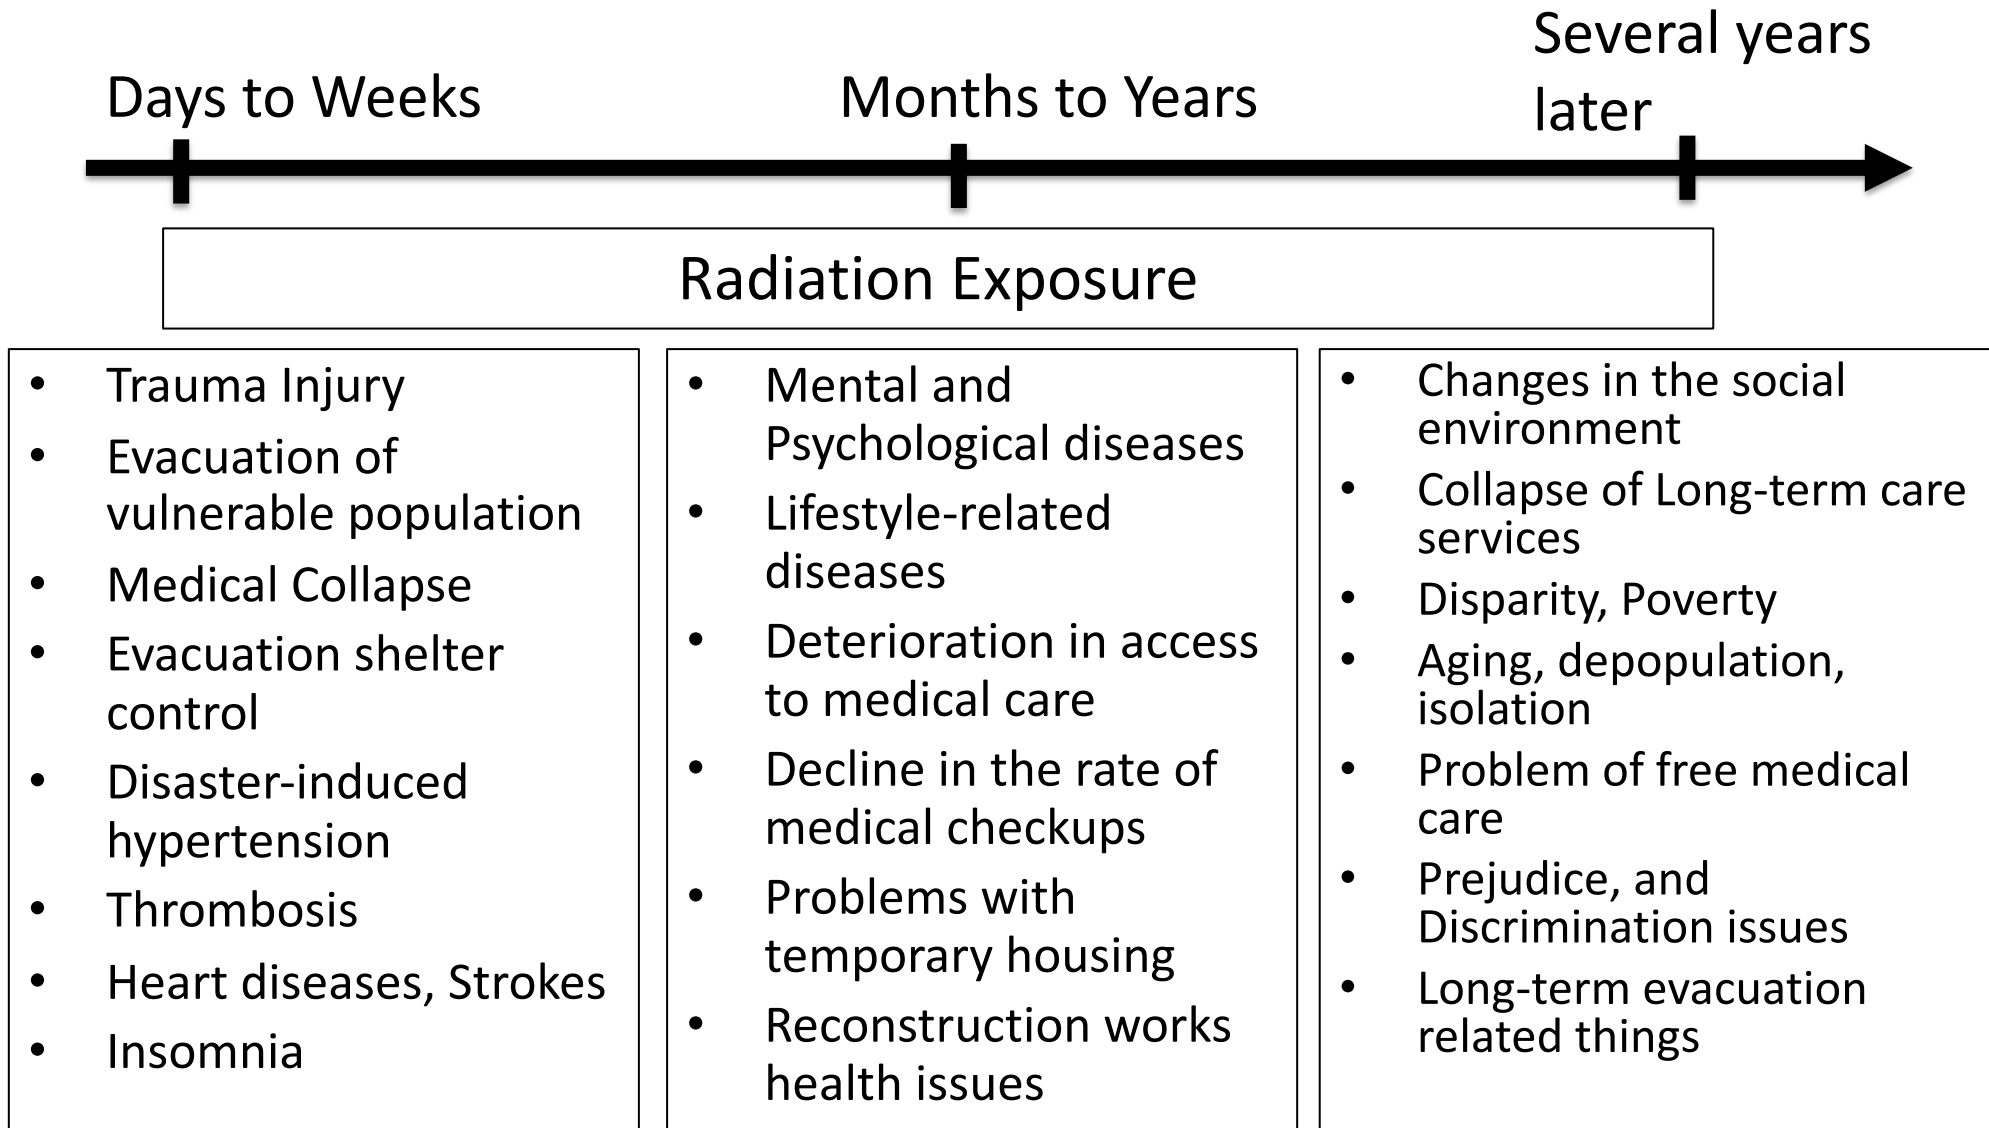 Days to Weeks
Months to Years
Several years
later
Radiation Exposure
• Trauma Injury
• Evacuation of
vulnerable population
• Medical Collapse
• Evacuation shelter
control
• Disaster-induced
hypertension
• Thrombosis
• Heart diseases, Strokes
• Insomnia
• Mental and
Psychological diseases
• Lifestyle-related
diseases
• Deterioration in access
to medical care
• Decline in the rate of
medical checkups
• Problems with
temporary housing
• Reconstruction works
health issues
• Changes in the social
environment
• Collapse of Long-term care
services
• Disparity, Poverty
• Aging, depopulation,
isolation
• Problem of free medical
care
• Prejudice, and
Discrimination issues
• Long-term evacuation
related things